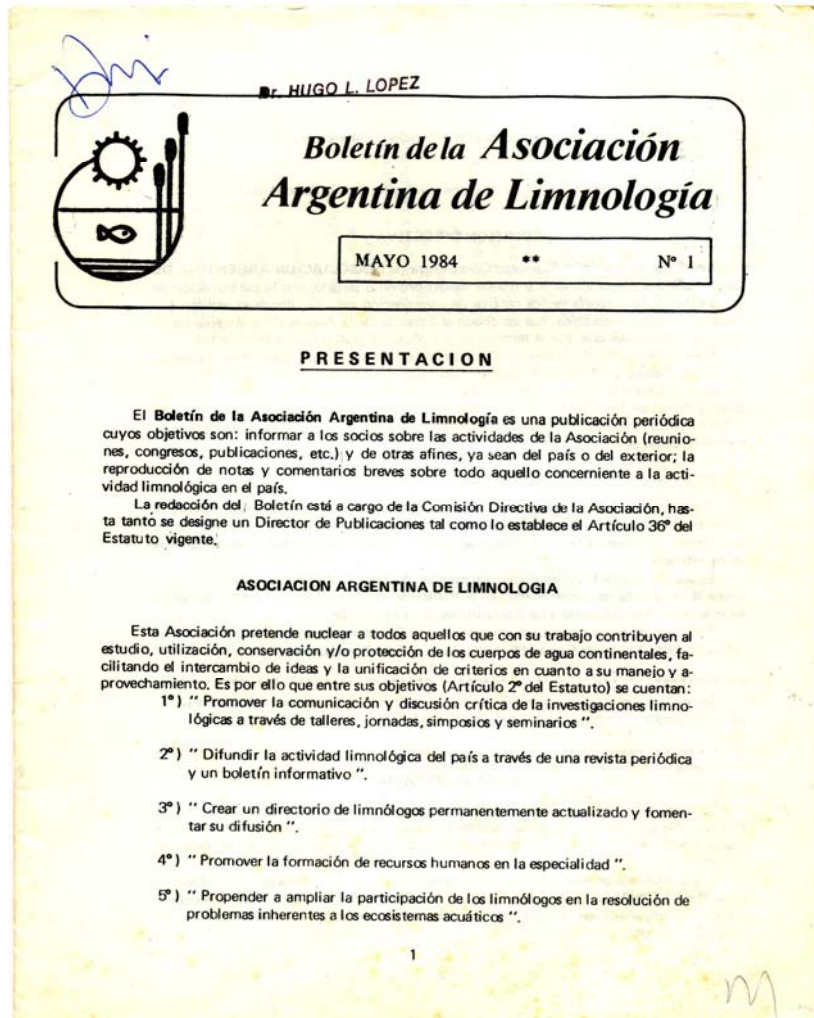 Dr. HUGO L. LOPEZ
Boletín de la Asociación
Argentina de Limnología
MAYO 1984 ** Nº 1
PRESENTACION
El Boletín de la Asociación Argentina de Limnología es una publicación periódica
cuyos objetivos son: informar a los socios sobre las actividades de la Asociación (reunio-
nes, congresos, publicaciones, etc.) y de otras afines, ya sean del país o del exterior; la
reproducción de notas y comentarios breves sobre todo aquello concerniente a la acti-
vidad limnológica en el país.
La redacción del Boletín está a cargo de la Comisión Directiva de la Asociación, has-
ta tanto se designe un Director de Publicaciones tal como lo establece el Artículo 36º del
Estatuto vigente.
ASOCIACION ARGENTINA DE LIMNOLOGIA
Esta Asociación pretende nuclear a todos aquellos que con su trabajo contribuyen al
estudio, utilización, conservación y/o protección de los cuerpos de agua continentales, fa-
cilitando el intercambio de ideas y la unificación de criterios en cuanto a su manejo y a-
provechamiento. Es por ello que entre sus objetivos (Artículo 2º del Estatuto) se cuentan:
1º) " Promover la comunicación y discusión crítica de la investigaciones limno-
lógicas a través de talleres, jornadas, simposios y seminarios ".
2º) " Difundir la actividad limnológica del país a través de una revista periódica
y un boletín informativo ".
3º) " Crear un directorio de limnólogos permanentemente actualizado y fomen-
tar su difusión ".
4º) " Promover la formación de recursos humanos en la especialidad ".
5º) " Propender a ampliar la participación de los limnólogos en la resolución de
problemas inherentes a los ecosistemas acuáticos ".
1